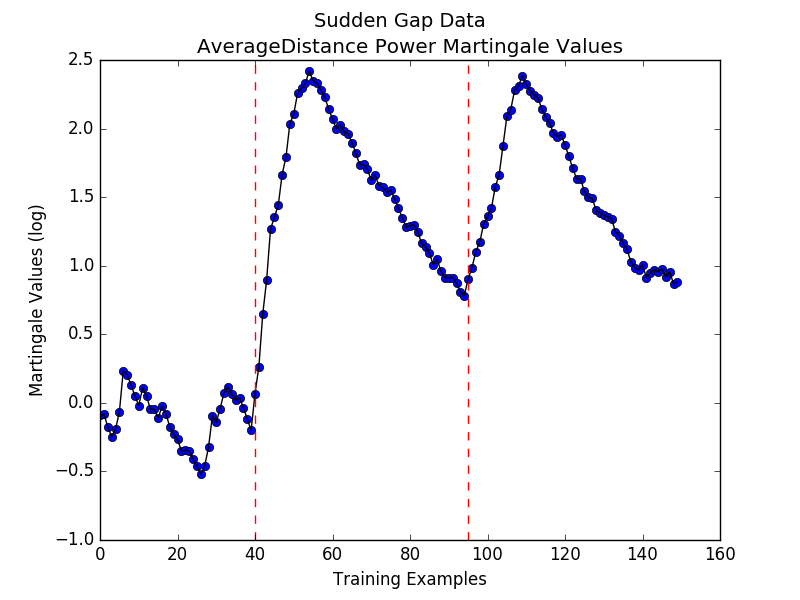 Sudden Gap Data
AverageDistance Power Martingale Values
2.5
2.0
1.5
1.0
0.5
0.0
−0.5
−1.0
Martingale Values (log)
0 20 40 60 80 100 120 140 160
Training Examples